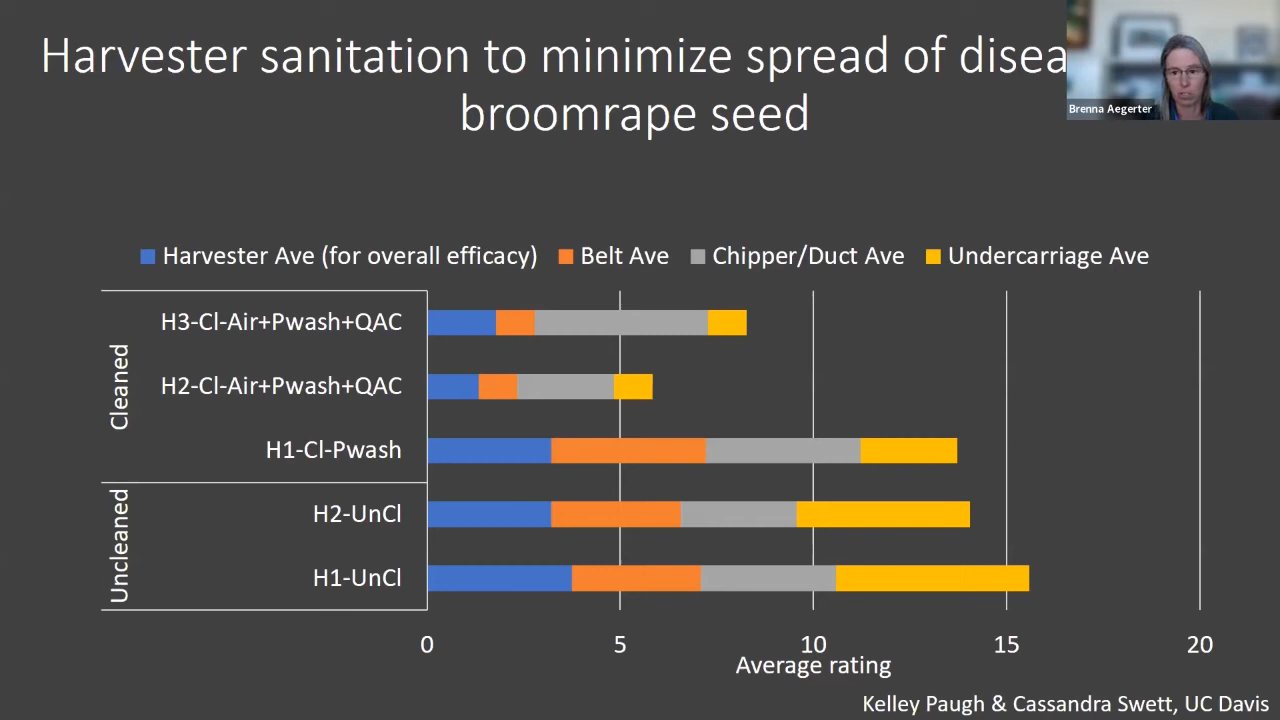 Harvester sanitation to minimize spread of disea
broomrape seed
Brenna Aegerter
Harvester Ave (for overall efficacy) Belt Ave Chipper/Duct Ave Undercarriage Ave
Cleaned
H3-Cl-Air+Pwash+QAC
H2-Cl-Air+Pwash+QAC
H1-Cl-Pwash
Uncleaned
H2-UnCl
H1-UnCl
0 5 10 15 20
Average rating
Kelley Paugh & Cassandra Swett, UC Davis